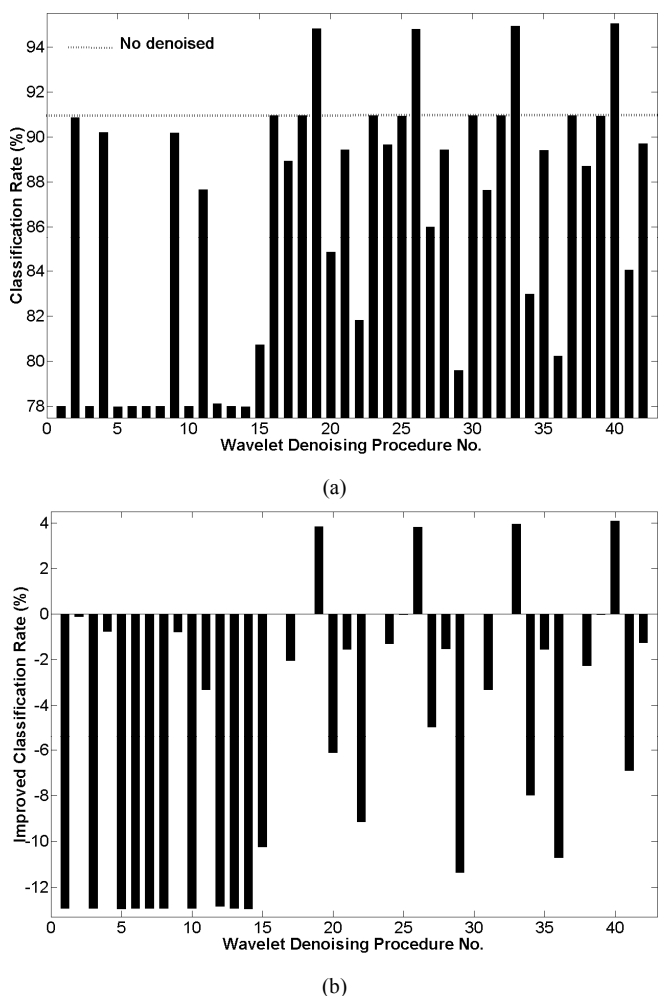 94
92
90
88
86
84
82
80
78
Classification Rate (%)
No denoised
0 5 10 15 20 25 30 35 40
Wavelet Denoising Procedure No.
(a)
4
2
0
-2
-4
-6
-8
-10
-12
Improved Classification Rate (%)
0 5 10 15 20 25 30 35 40
Wavelet Denoising Procedure No.
(b)